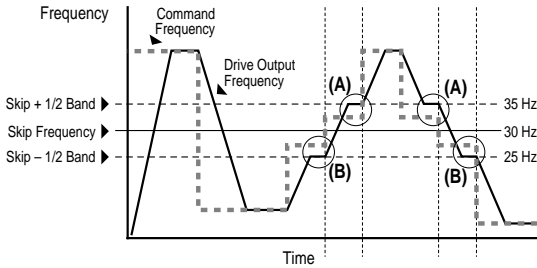 Frequency
Command
Frequency
Drive Output
Frequency
(A)
(A)
Skip + 1/2 Band
35 Hz
Skip Frequency
30 Hz
Skip – 1/2 Band
25 Hz
(B)
(B)
Time